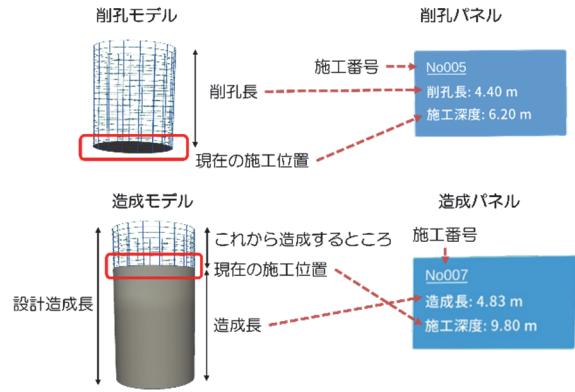 削孔モデル
削孔パネル
施工番号
No005
削孔長
削孔長: 4.40 m
施工深度: 6.20 m
現在の施工位置
造成モデル
造成パネル
これから造成するところ
施工番号
現在の施工位置
No007
設計造成長
造成長
造成長: 4.83 m
施工深度: 9.80 m